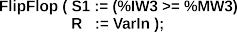 FlipFlop ( S1 := (%IW3 >= %MW3)
R := VarIn );